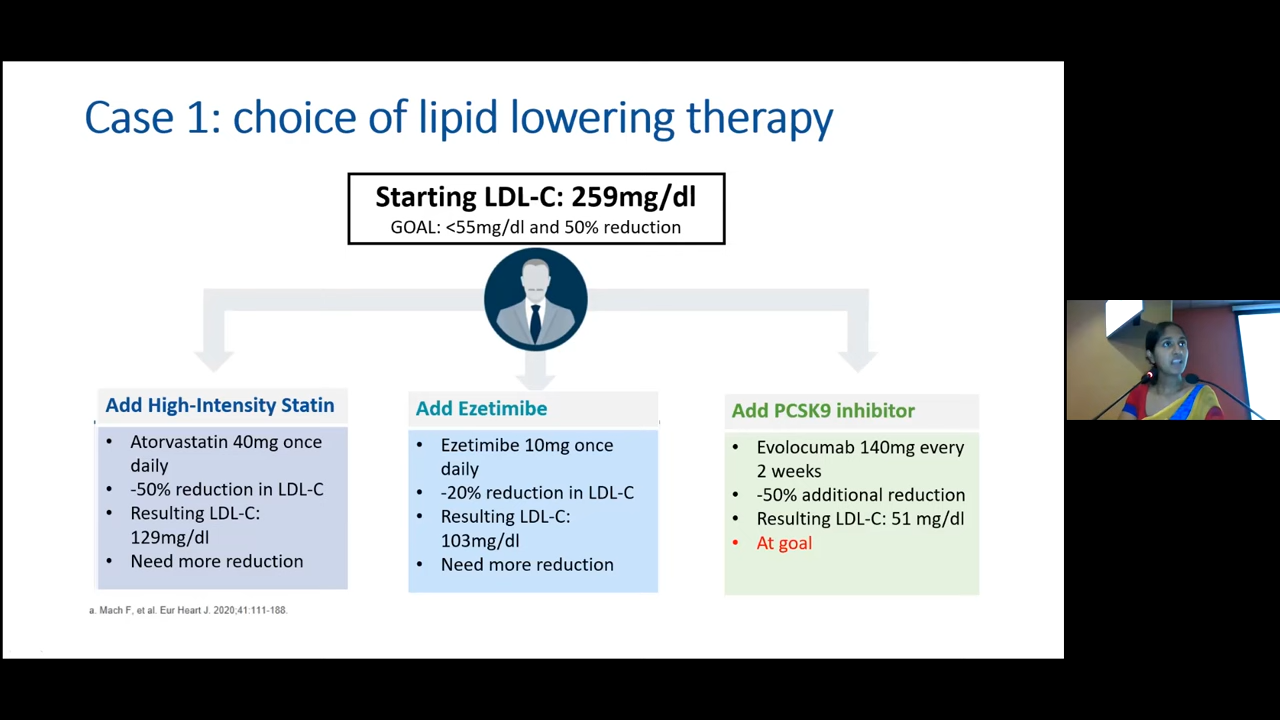 Case 1: choice of lipid lowering therapy
Starting LDL-C: 259mg/dl
GOAL: <55mg/dl and 50% reduction
Add High-Intensity Statin
• Atorvastatin 40mg once
daily
• -50% reduction in LDL-C
• Resulting LDL-C:
129mg/dl
• Need more reduction
Add Ezetimibe
• Ezetimibe 10mg once
daily
• -20% reduction in LDL-C
• Resulting LDL-C:
103mg/dl
• Need more reduction
Add PCSK9 inhibitor
• Evolocumab 140mg every
2 weeks
• -50% additional reduction
• Resulting LDL-C: 51 mg/dl
• At goal
a. Mach F, et al. Eur Heart J. 2020;41:111-188.